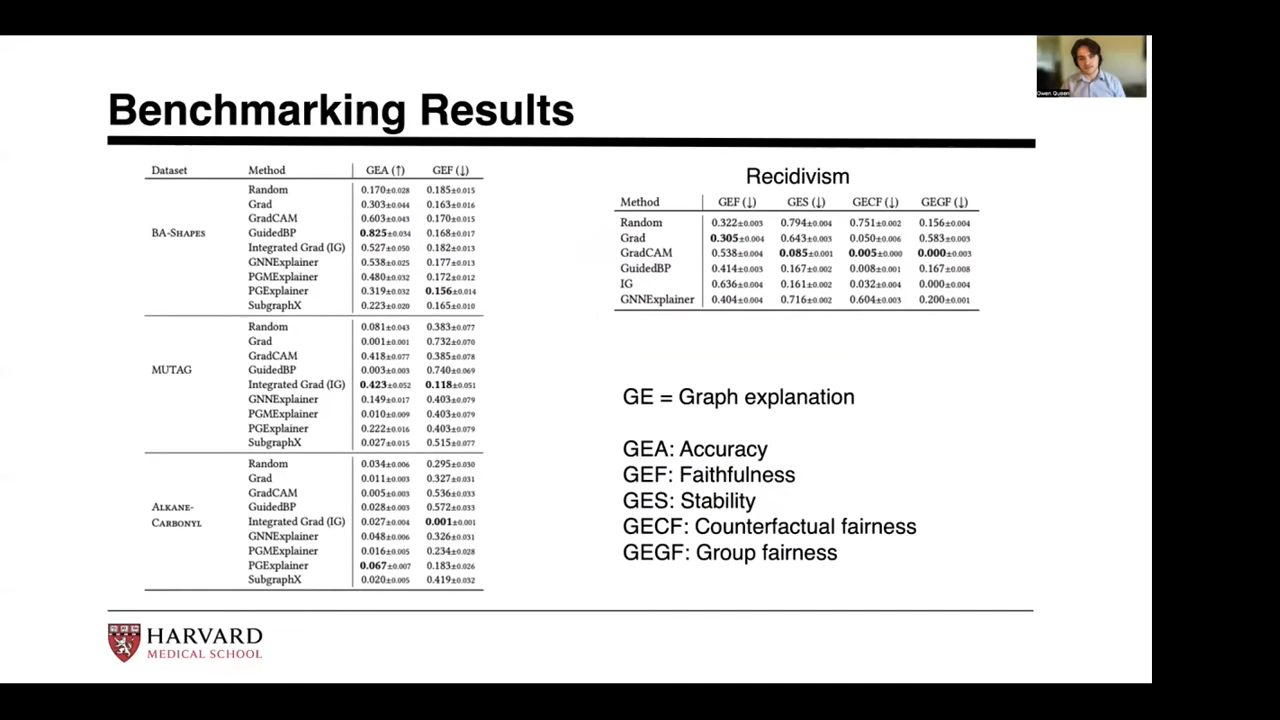 Benchmarking Results
Owen Queen
Dataset Method GEA (↑) GEF (↓)
Random 0.170±0.028 0.185±0.015
Grad 0.303±0.044 0.163±0.016
GradCAM 0.603±0.043 0.170±0.015
BA-SHAPES GuidedBP 0.825±0.034 0.168±0.017
Integrated Grad (IG) 0.527±0.050 0.182±0.013
GNNExplainer 0.538±0.025 0.177±0.013
PGMExplainer 0.480±0.032 0.172±0.012
PGExplainer 0.319±0.032 0.156±0.014
SubgraphX 0.223±0.020 0.165±0.010
Random 0.081±0.043 0.383±0.077
Grad 0.001±0.001 0.732±0.070
GradCAM 0.418±0.077 0.385±0.078
MUTAG GuidedBP 0.003±0.003 0.740±0.069
Integrated Grad (IG) 0.423±0.052 0.118±0.051
GNNExplainer 0.149±0.017 0.403±0.079
PGMExplainer 0.010±0.009 0.403±0.079
PGExplainer 0.222±0.016 0.403±0.079
SubgraphX 0.027±0.015 0.515±0.077
Random 0.034±0.006 0.295±0.030
Grad 0.011±0.003 0.327±0.031
GradCAM 0.005±0.003 0.536±0.033
ALKANE- GuidedBP 0.028±0.003 0.572±0.033
CARBONYL Integrated Grad (IG) 0.027±0.004 0.001±0.001
GNNExplainer 0.048±0.006 0.326±0.031
PGMExplainer 0.016±0.005 0.234±0.028
PGExplainer 0.067±0.007 0.183±0.026
SubgraphX 0.020±0.005 0.419±0.032
Recidivism
Method GEF (↓) GES (↓) GECF (↓) GEGF (↓)
Random 0.322±0.003 0.794±0.004 0.751±0.002 0.156±0.004
Grad 0.305±0.004 0.643±0.003 0.050±0.006 0.583±0.003
GradCAM 0.538±0.004 0.085±0.001 0.005±0.000 0.000±0.003
GuidedBP 0.414±0.003 0.167±0.002 0.008±0.001 0.167±0.008
IG 0.636±0.004 0.161±0.002 0.032±0.004 0.000±0.004
GNNExplainer 0.404±0.004 0.716±0.002 0.604±0.003 0.200±0.001
GE = Graph explanation
GEA: Accuracy
GEF: Faithfulness
GES: Stability
GECF: Counterfactual fairness
GEGF: Group fairness
HARVARD
MEDICAL SCHOOL